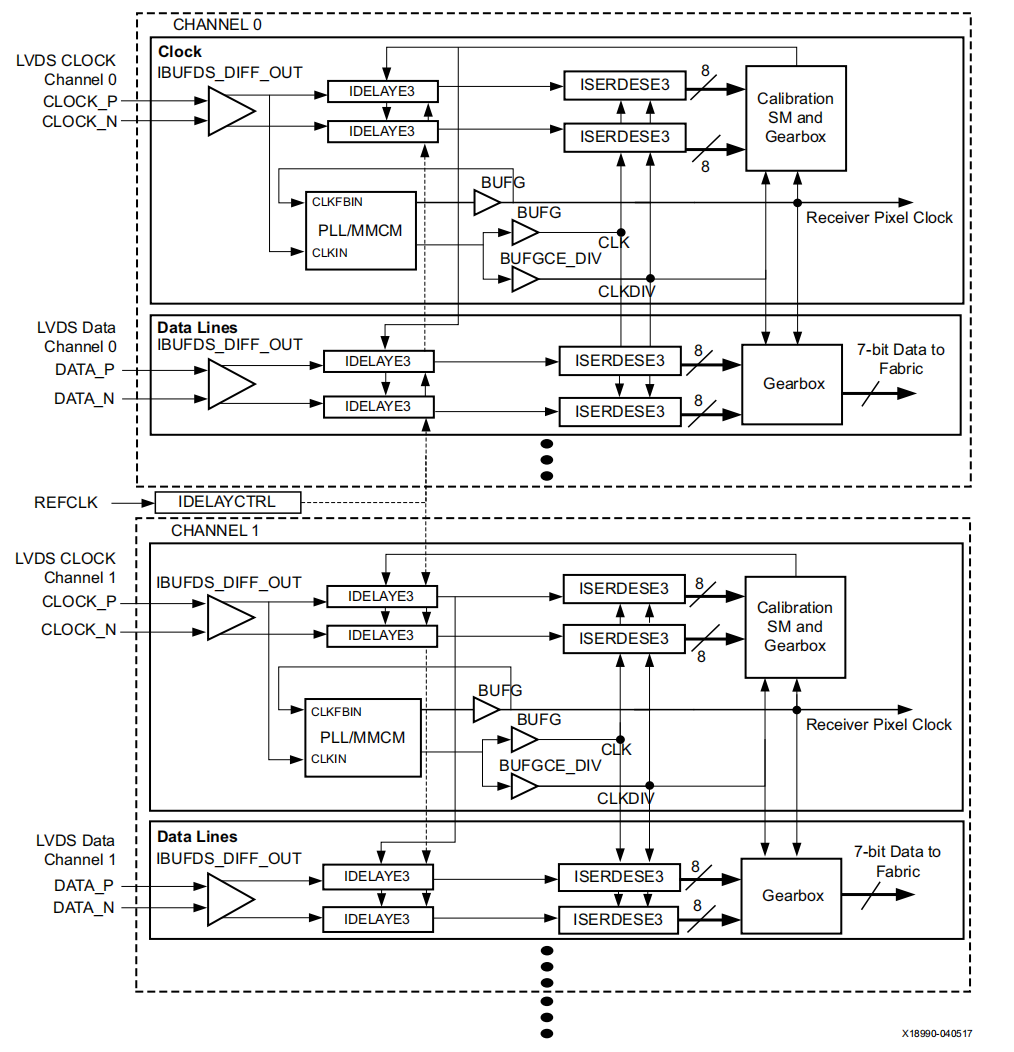 CHANNEL 0
Clock
LVDS CLOCK
Channel 0
IBUFDS_DIFF_OUT
CLOCK_P
CLOCK_N
IDELAYE3
IDELAYE3
ISERDESE3
ISERDESE3
8
8
Calibration
SM and
Gearbox
CLKFBIN
PLL/MMCM
CLKIN
BUFG
BUFG
CLK
BUFGCE_DIV
CLKDIV
Receiver Pixel Clock
LVDS Data
Channel 0
Data Lines
IBUFDS_DIFF_OUT
DATA_P
DATA_N
IDELAYE3
IDELAYE3
ISERDESE3
ISERDESE3
8
8
Gearbox
7-bit Data to
Fabric
REFCLK
IDELAYCTRL
CHANNEL 1
LVDS CLOCK
Channel 1
IBUFDS_DIFF_OUT
CLOCK_P
CLOCK_N
IDELAYE3
IDELAYE3
ISERDESE3
ISERDESE3
8
8
Calibration
SM and
Gearbox
CLKFBIN
PLL/MMCM
CLKIN
BUFG
BUFG
CLK
BUFGCE_DIV
CLKDIV
Receiver Pixel Clock
LVDS Data
Channel 1
Data Lines
IBUFDS_DIFF_OUT
DATA_P
DATA_N
IDELAYE3
IDELAYE3
ISERDESE3
ISERDESE3
8
8
Gearbox
7-bit Data to
Fabric
X18990-040517